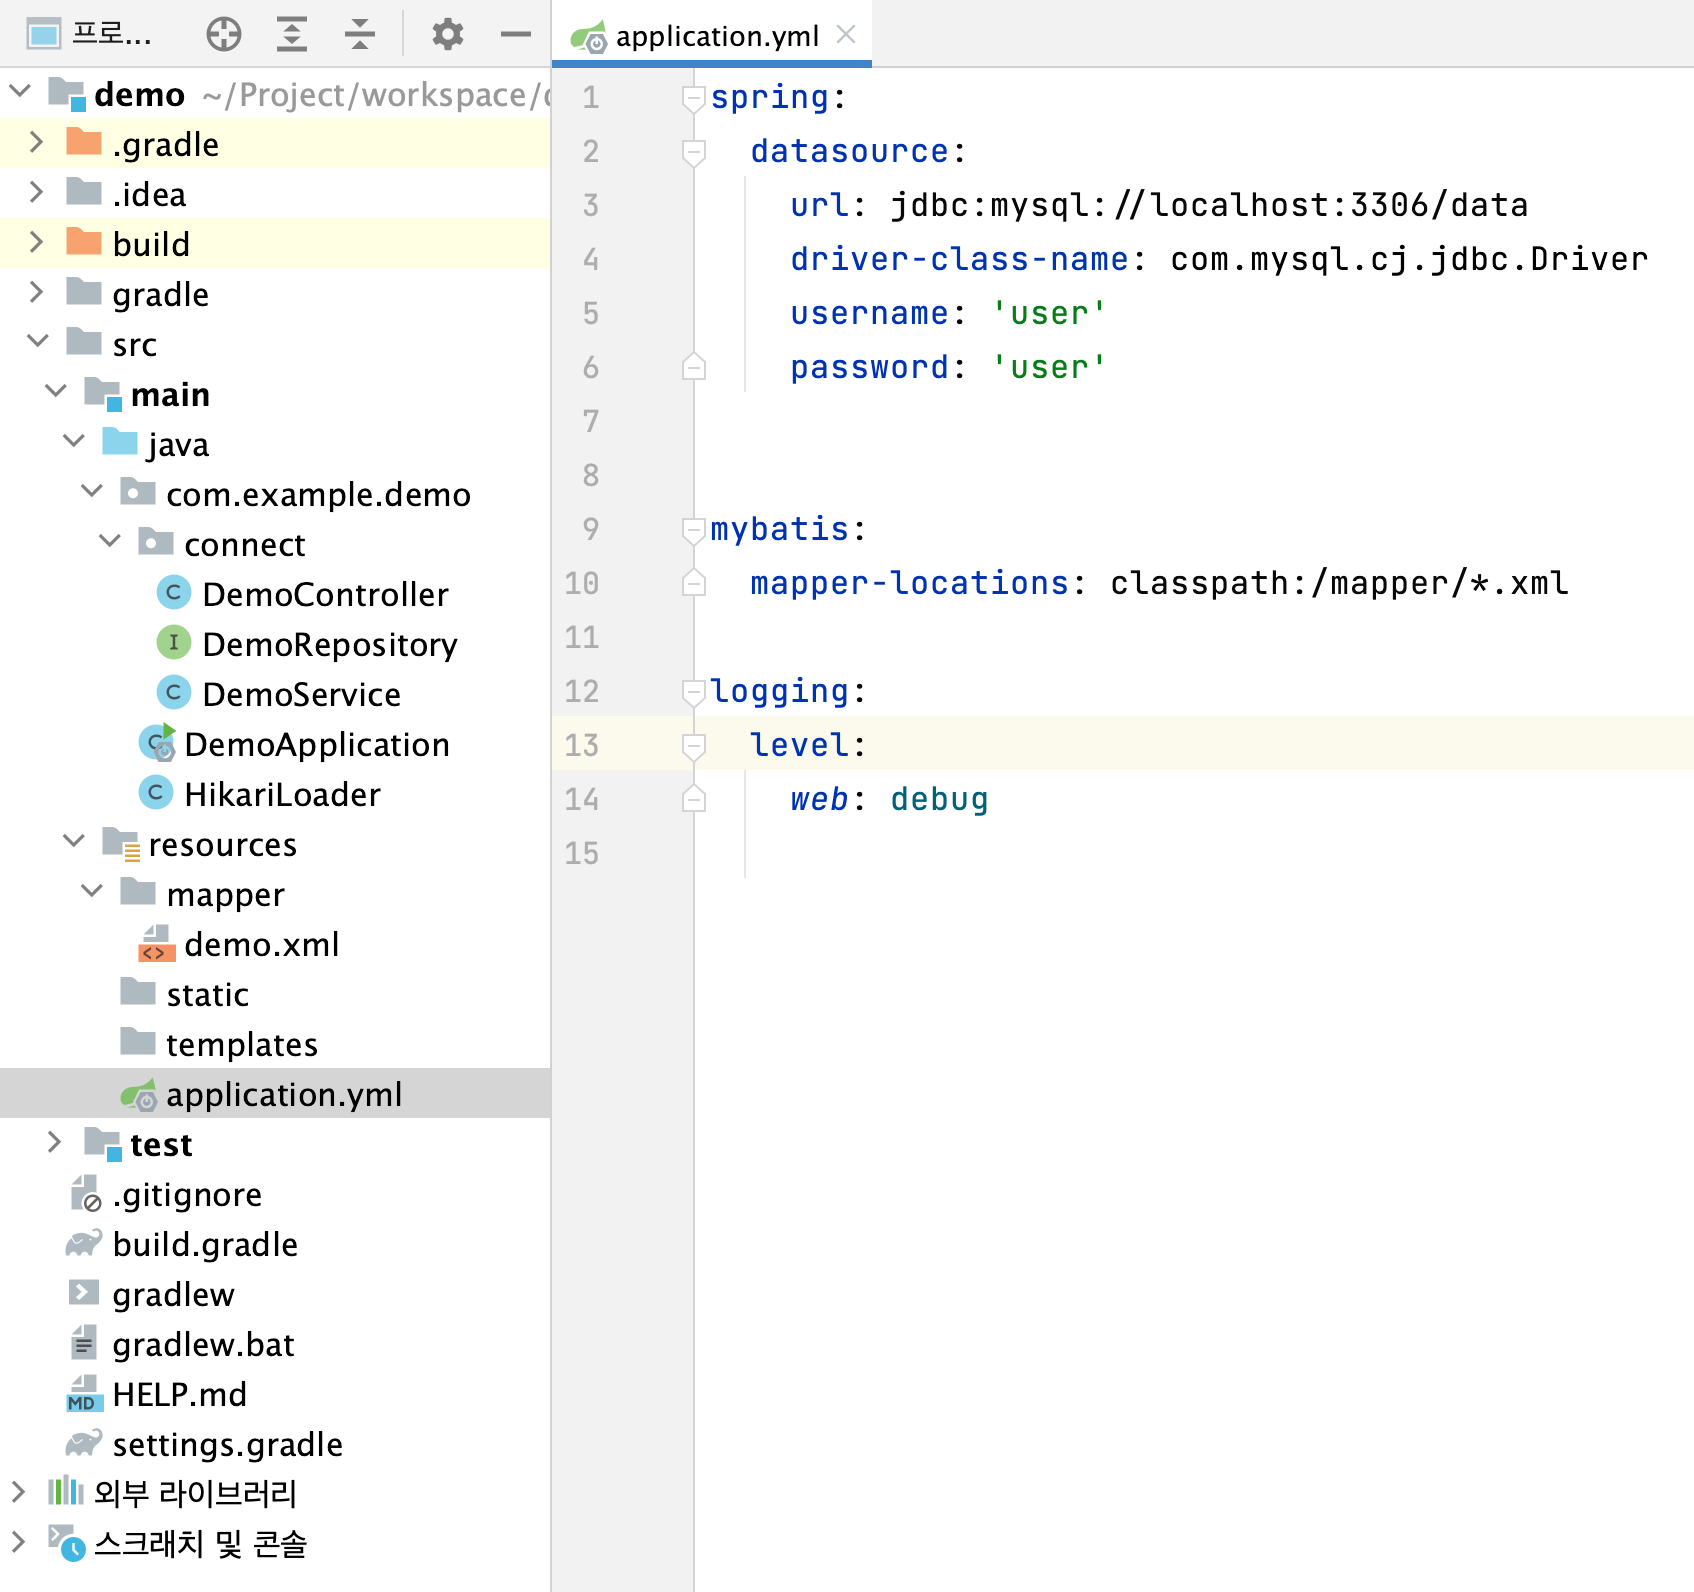 프로...
demo ~/Project/workspace/
.gradle
.idea
build
gradle
src
main
java
com.example.demo
connect
DemoController
DemoRepository
DemoService
DemoApplication
HikariLoader
resources
mapper
demo.xml
static
templates
application.yml
test
.gitignore
build.gradle
gradlew
gradlew.bat
MD HELP.md
settings.gradle
외부 라이브러리
스크래치 및 콘솔
application.yml
1 spring:
2   datasource:
3     url: jdbc:mysql://localhost:3306/data
4     driver-class-name: com.mysql.cj.jdbc.Driver
5     username: 'user'
6     password: 'user'
7
8
9 mybatis:
10   mapper-locations: classpath:/mapper/*.xml
11
12 logging:
13   level:
14     web: debug
15